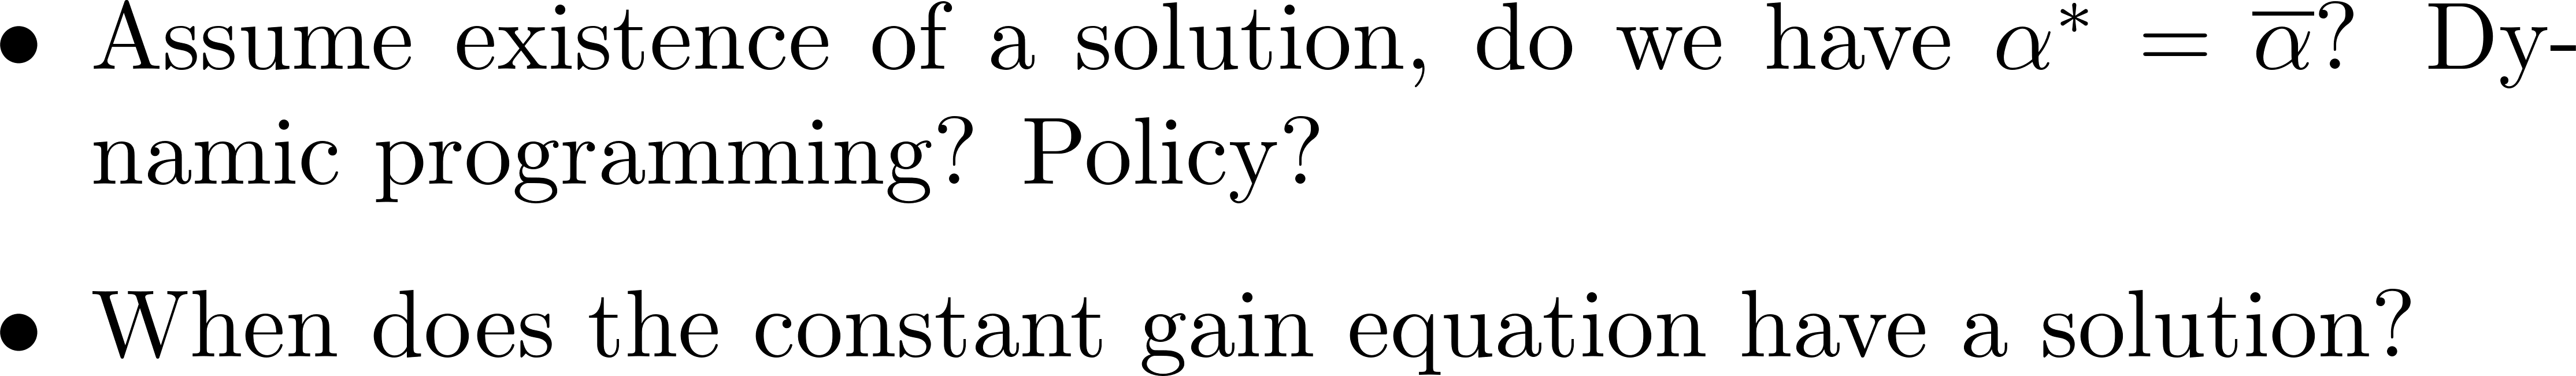 • Assume existence of a solution, do we have α* = α̅? Dy-
namic programming? Policy?
• When does the constant gain equation have a solution?